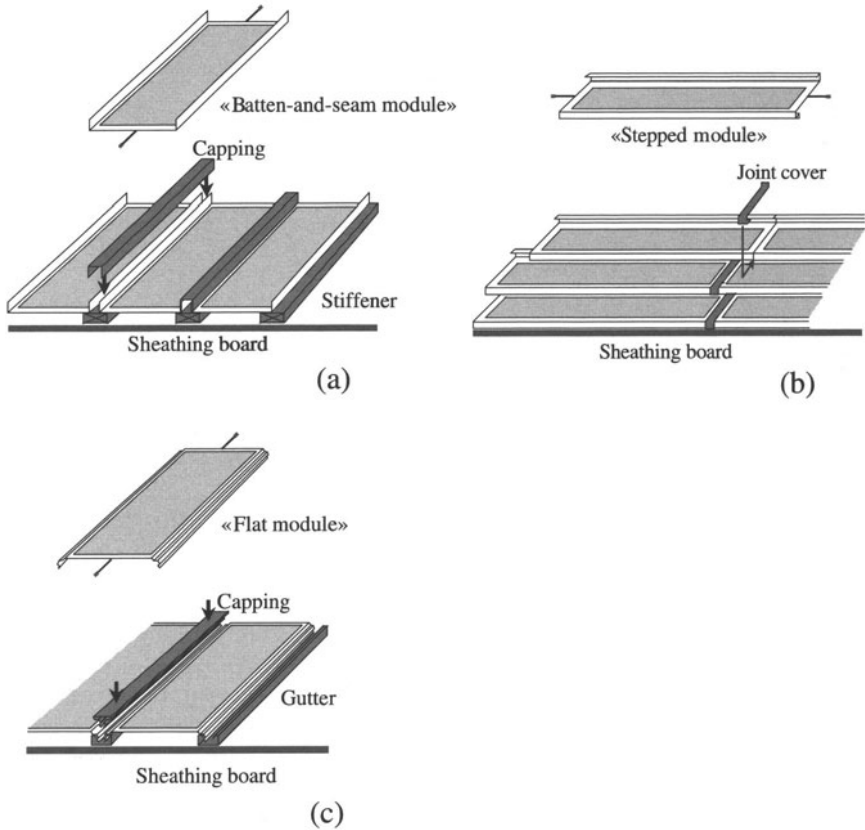 «Batten-and-seam module»
Capping
Stiffener
Sheathing board
(a)
«Stepped module»
Joint cover
Sheathing board
(b)
«Flat module»
Capping
Gutter
Sheathing board
(c)